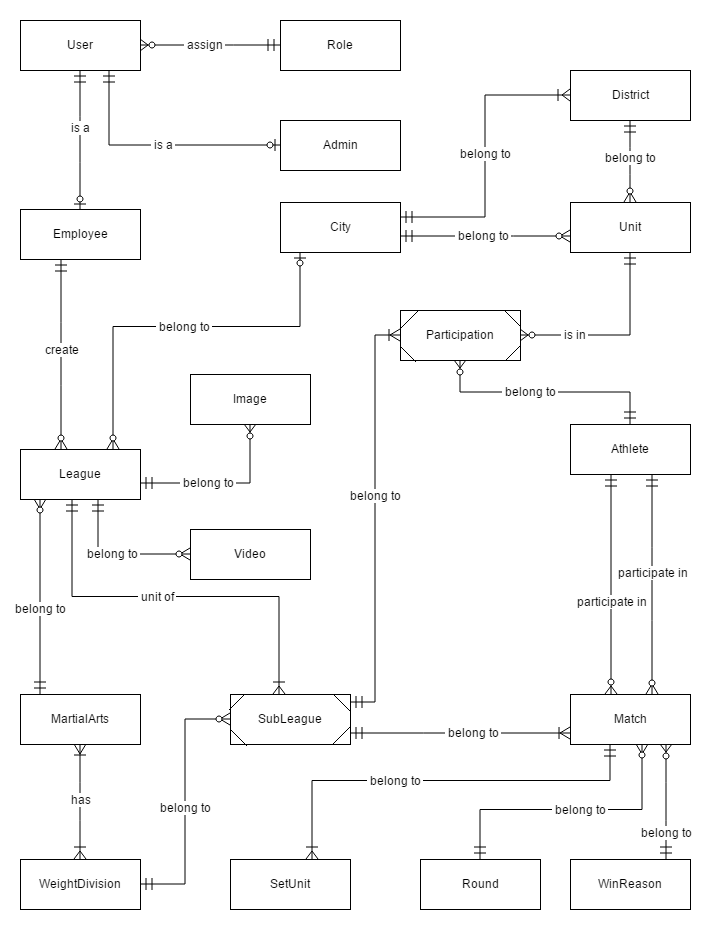 User
assign
Role
District
is a
is a
Admin
belong to
belong to
Employee
City
Unit
belong to
belong to
Participation
is in
create
Image
belong to
Athlete
League
belong to
belong to
Video
belong to
participate in
unit of
participate in
belong to
MartialArts
SubLeague
Match
belong to
belong to
has
belong to
belong to
belong to
WeightDivision
SetUnit
Round
WinReason